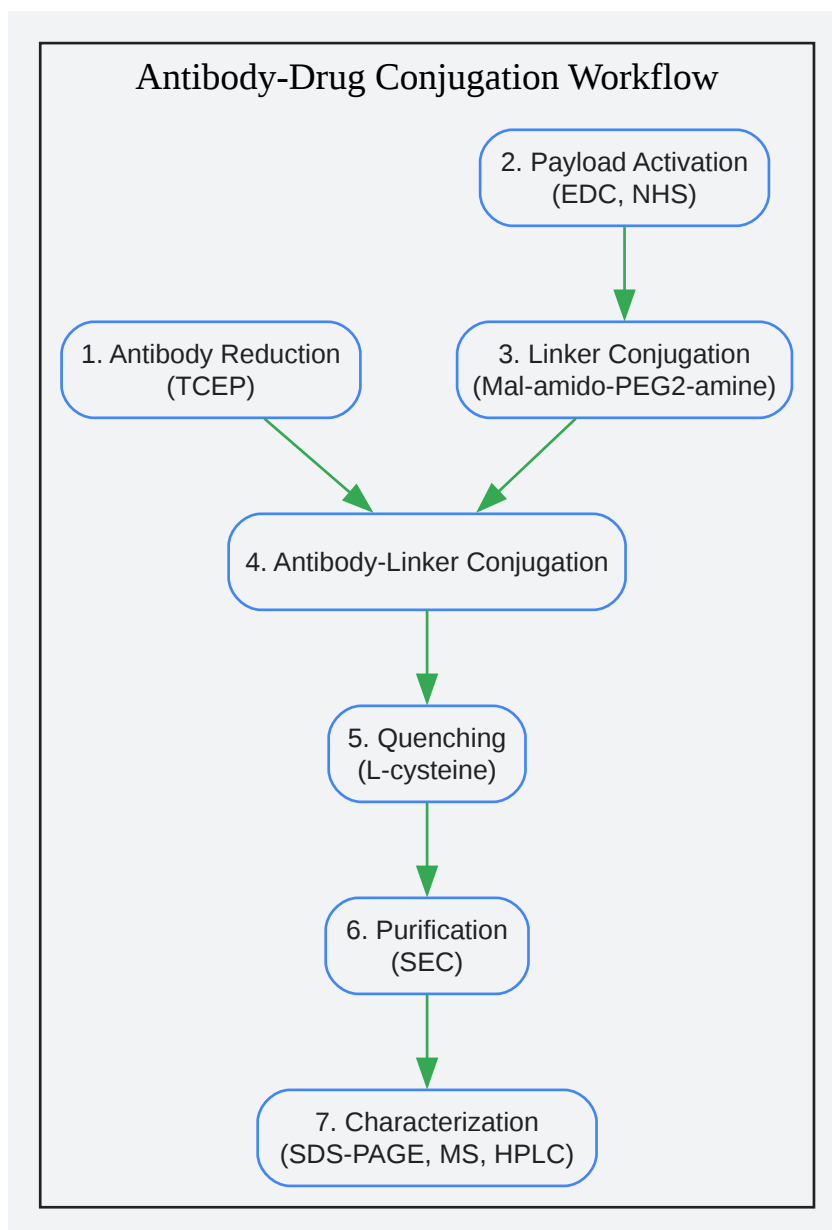 Antibody-Drug Conjugation Workflow
2. Payload Activation
(EDC, NHS)
1. Antibody Reduction
(TCEP)
3. Linker Conjugation
(Mal-amido-PEG2-amine)
4. Antibody-Linker Conjugation
5. Quenching
(L-cysteine)
6. Purification
(SEC)
7. Characterization
(SDS-PAGE, MS, HPLC)